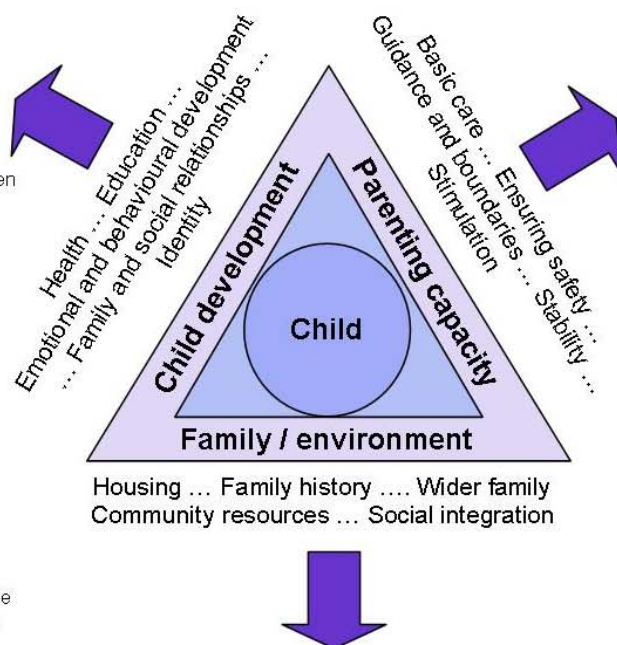 Health … Education …
Emotional and behavioural development
… Family and social relationships …
Identity
Child development
Basic care … Ensuring safety …
Guidance and boundaries … Stability …
Stimulation
Parenting capacity
Child
Family / environment
Housing … Family history …. Wider family
Community resources … Social integration
en
e